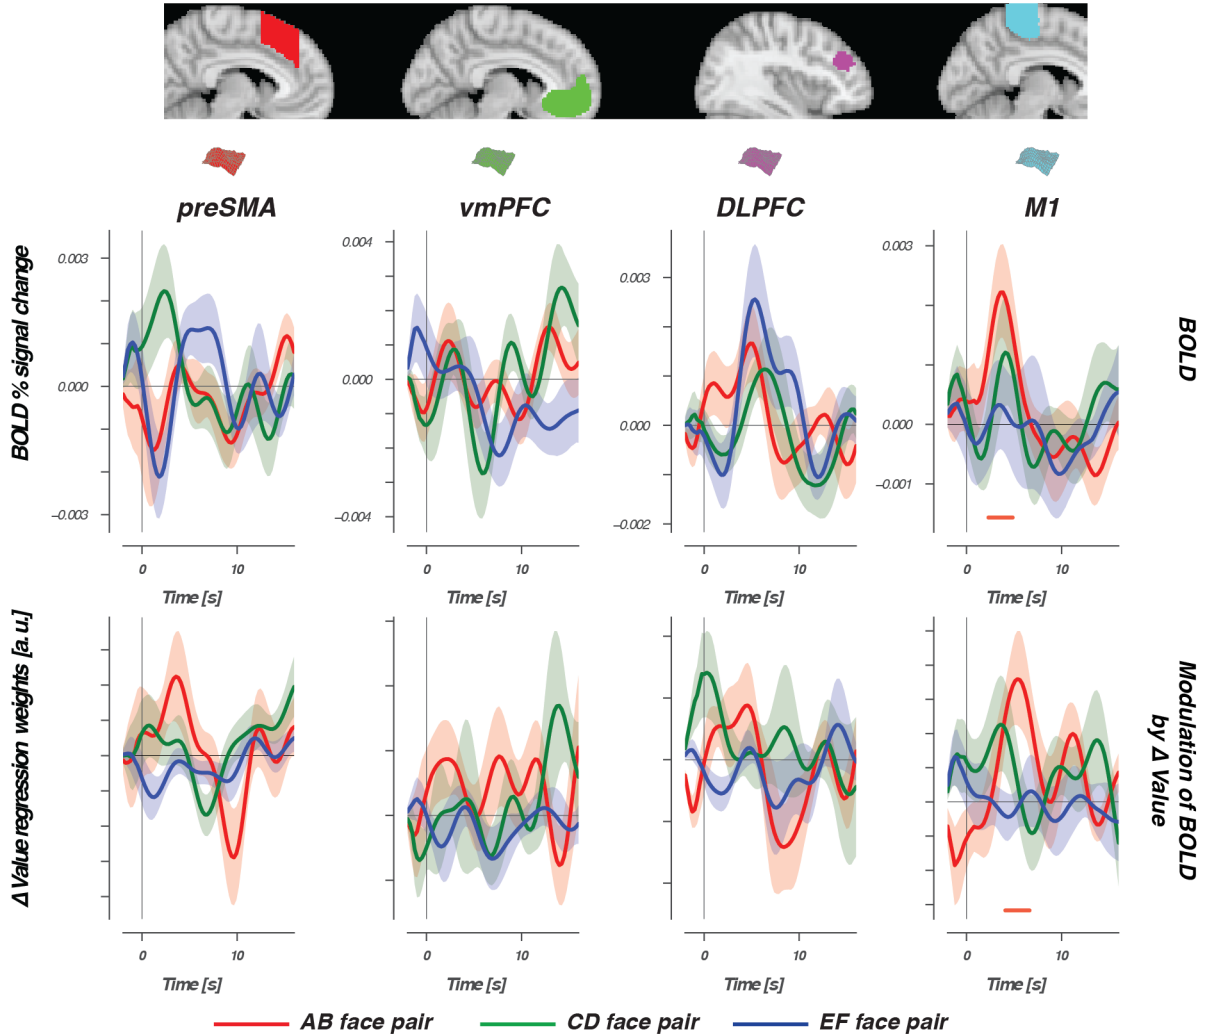 preSMA vmPFC DLPFC M1
BOLD % signal change
0.003
0.000
−0.003
0 10
Time [s]
0.004
0.000
−0.004
0 10
Time [s]
0.003
0.000
−0.002
0 10
Time [s]
0.003
0.000
−0.001
0 10
Time [s]
BOLD
Δ Value regression weights [a.u.]
0 10
Time [s]
0 10
Time [s]
0 10
Time [s]
0 10
Time [s]
Modulation of BOLD
by Δ Value
AB face pair CD face pair EF face pair